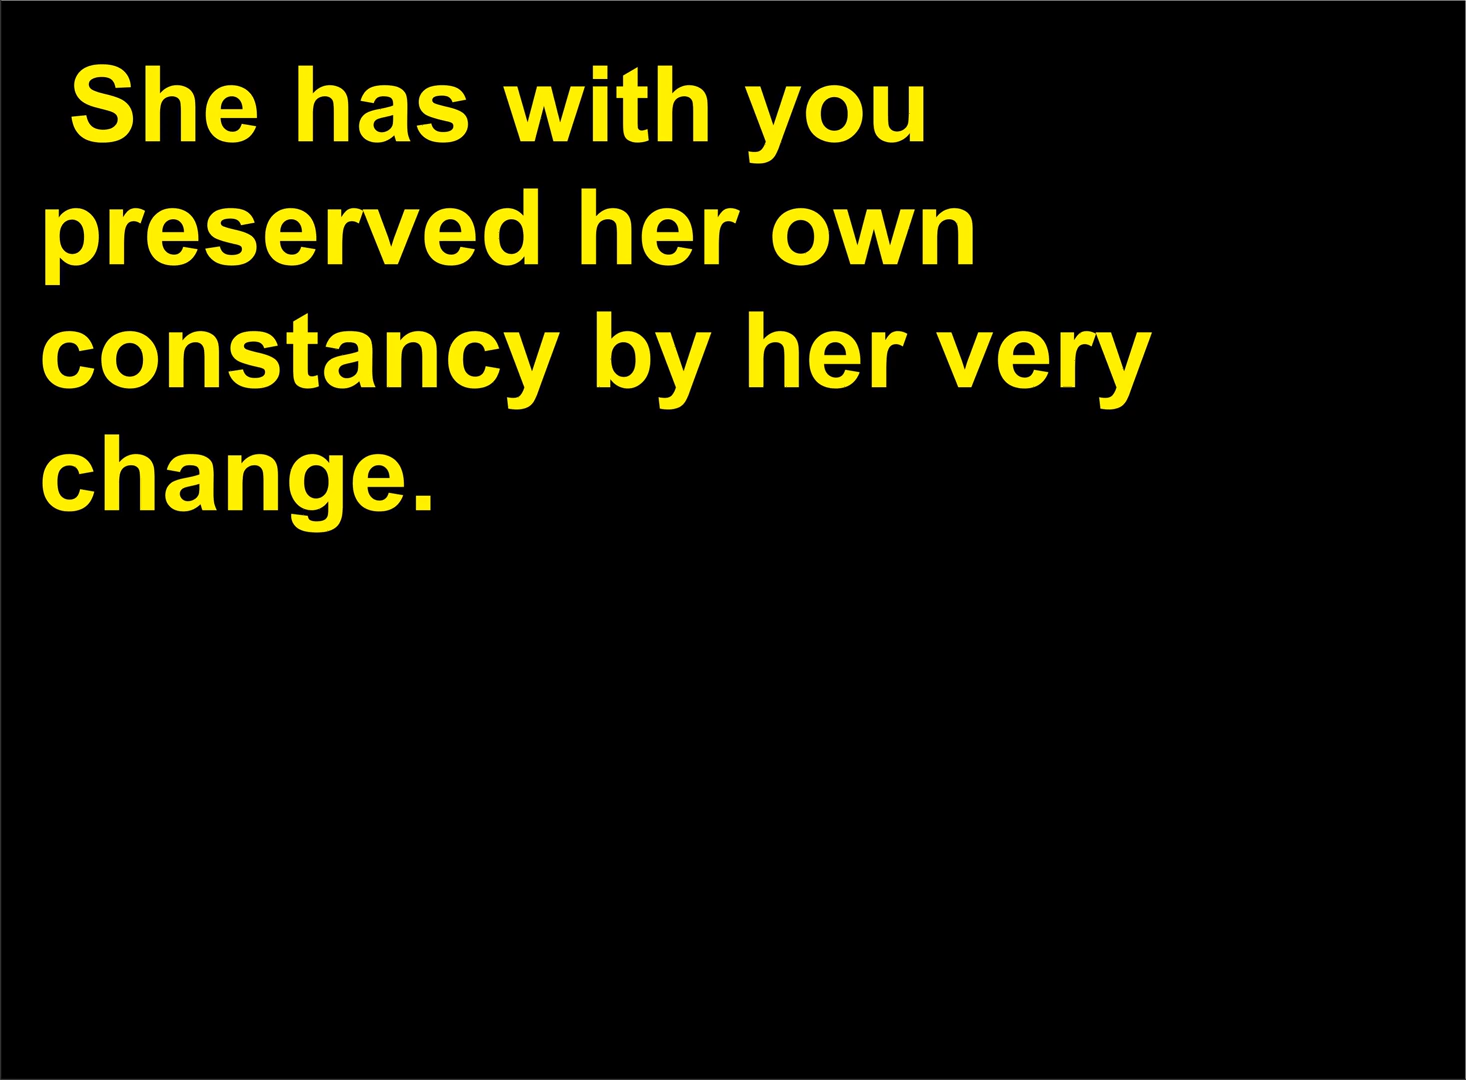 She has with you
preserved her own
constancy by her very
change.